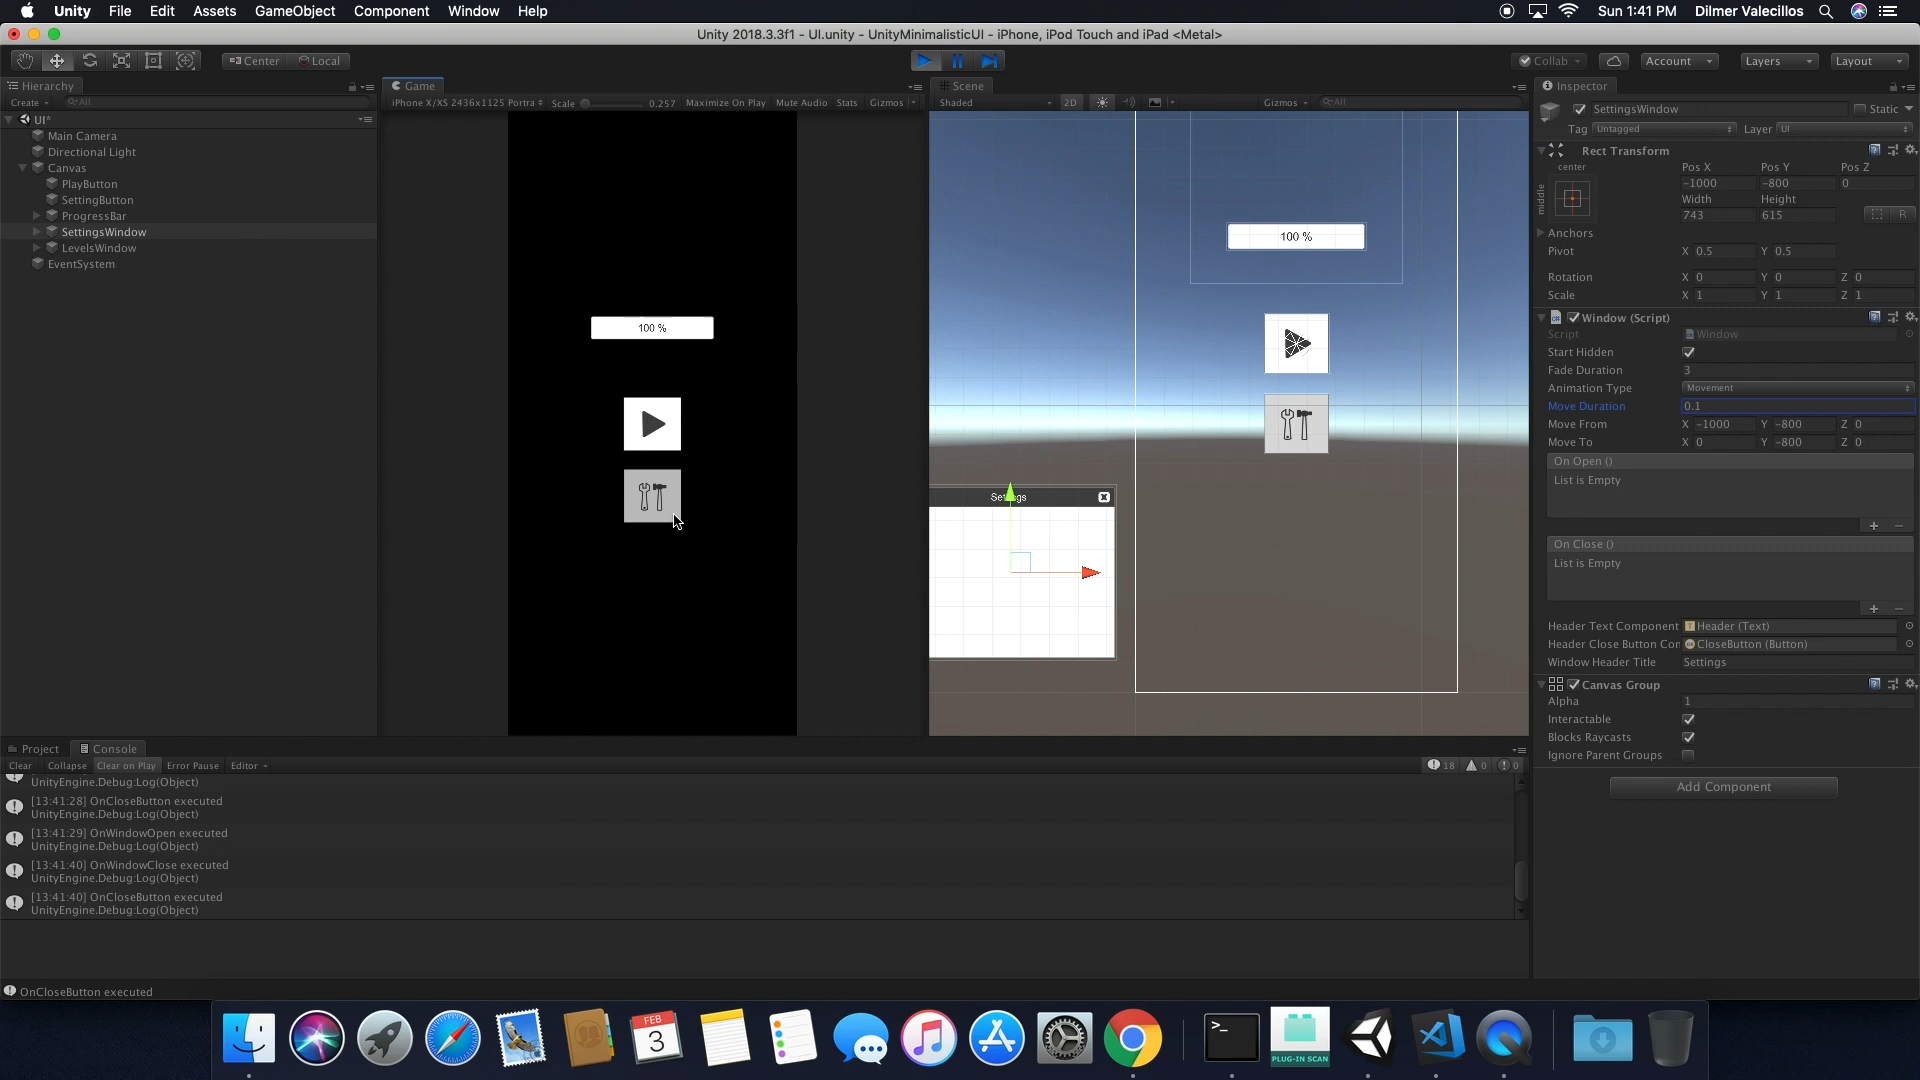 Unity File Edit Assets GameObject Component Window Help Sun 1:41 PM Dilmer Valecillos
Unity 2018.3.3f1 - UI.unity - UnityMinimalisticUI - iPhone, iPod Touch and iPad <Metal>
Center Local Collab Account Layers Layout
Hierarchy Game Scene Inspector
Create All iPhone X/XS 2436x1125 Portra Scale 0.257 Maximize On Play Mute Audio Stats Gizmos Shaded 2D Gizmos All
SettingsWindow Static
Tag Untagged Layer UI
UI*
Main Camera
Directional Light
Canvas
PlayButton
SettingButton
ProgressBar
SettingsWindow
LevelsWindow
EventSystem
100 %
100 %
Settings
Rect Transform
center
middle
Pos X Pos Y Pos Z
-1000 -800 0
Width Height
743 615 R
Anchors
Pivot X 0.5 Y 0.5
Rotation X 0 Y 0 Z 0
Scale X 1 Y 1 Z 1
Window (Script)
Script Window
Start Hidden
Fade Duration 3
Animation Type Movement
Move Duration 0.1
Move From X -1000 Y -800 Z 0
Move To X 0 Y -800 Z 0
On Open ()
List is Empty
On Close ()
List is Empty
Header Text Component Header (Text)
Header Close Button Cor CloseButton (Button)
Window Header Title Settings
Canvas Group
Alpha 1
Interactable
Blocks Raycasts
Ignore Parent Groups
Add Component
Project Console
Clear Collapse Clear on Play Error Pause Editor 18 0 0
UnityEngine.Debug:Log(Object)
[13:41:28] OnCloseButton executed
UnityEngine.Debug:Log(Object)
[13:41:29] OnWindowOpen executed
UnityEngine.Debug:Log(Object)
[13:41:40] OnWindowClose executed
UnityEngine.Debug:Log(Object)
[13:41:40] OnCloseButton executed
UnityEngine.Debug:Log(Object)
OnCloseButton executed
FEB
3
PLUG-IN SCAN